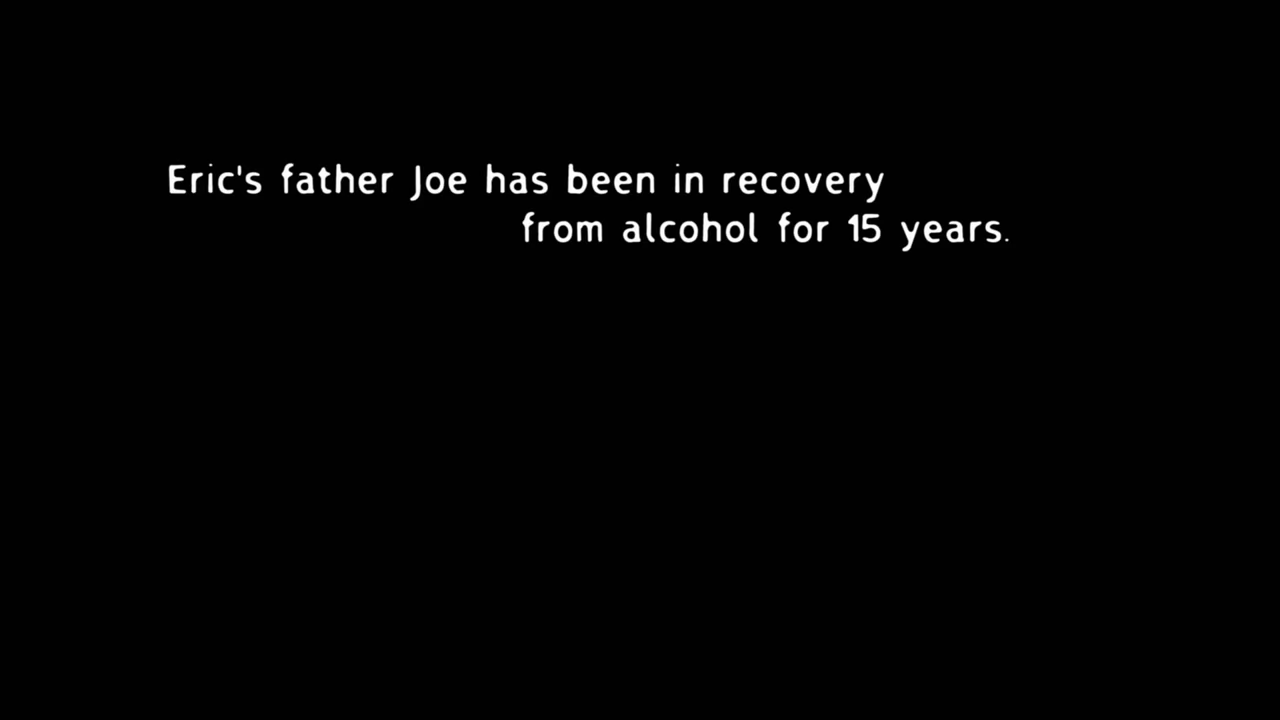 Eric's father Joe has been in recovery
from alcohol for 15 years.